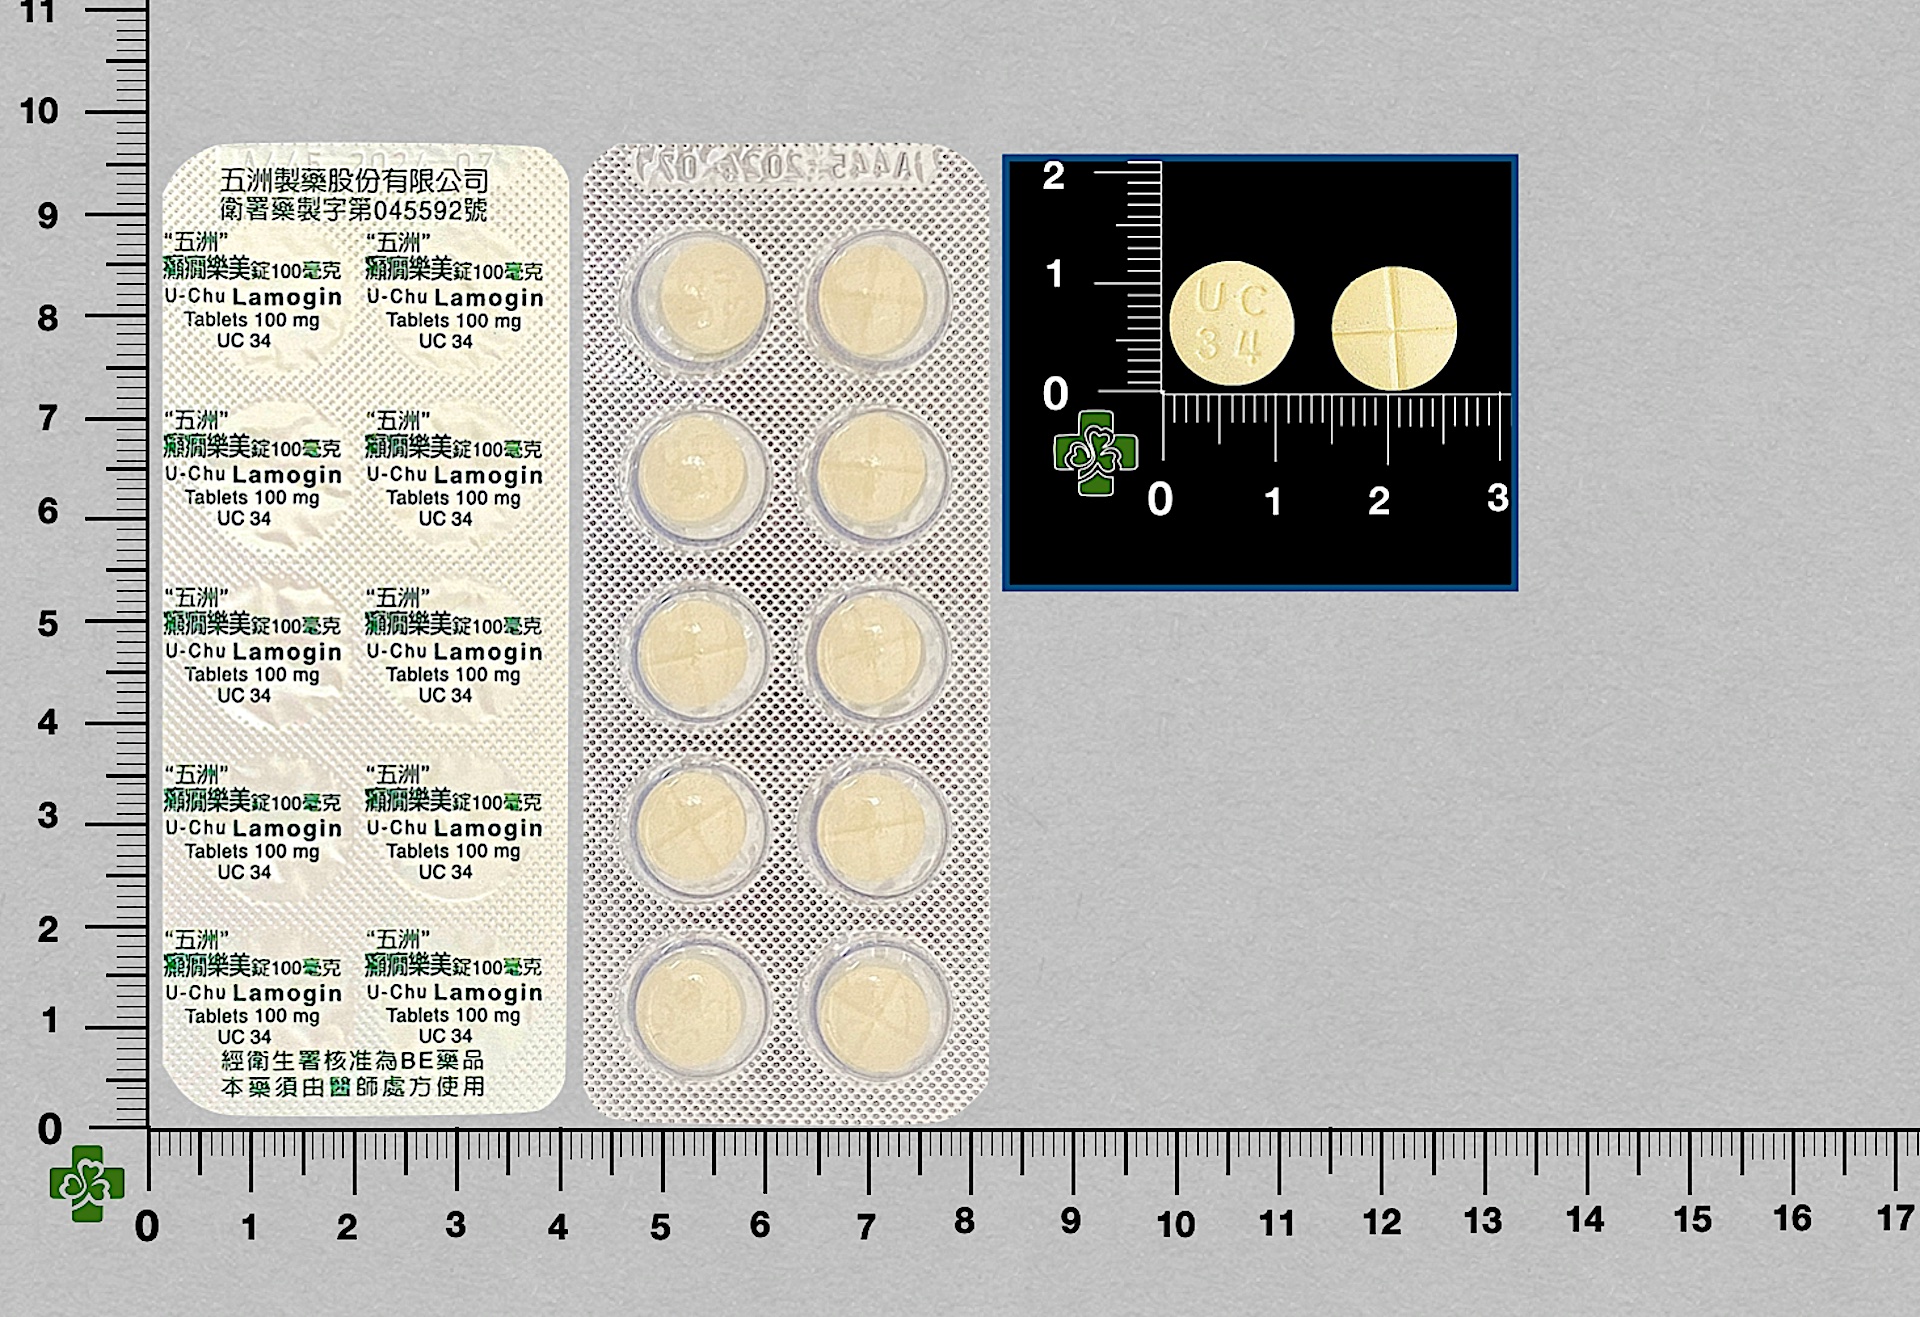 11
10
9
8
7
6
5
4
3
2
1
0
五洲製藥股份有限公司
衛署藥製字第045592號
“五洲”
癲癇樂美錠100毫克
U-Chu Lamogin
Tablets 100 mg
UC 34
“五洲”
癲癇樂美錠100毫克
U-Chu Lamogin
Tablets 100 mg
UC 34
“五洲”
癲癇樂美錠100毫克
U-Chu Lamogin
Tablets 100 mg
UC 34
“五洲”
癲癇樂美錠100毫克
U-Chu Lamogin
Tablets 100 mg
UC 34
“五洲”
癲癇樂美錠100毫克
U-Chu Lamogin
Tablets 100 mg
UC 34
“五洲”
癲癇樂美錠100毫克
U-Chu Lamogin
Tablets 100 mg
UC 34
“五洲”
癲癇樂美錠100毫克
U-Chu Lamogin
Tablets 100 mg
UC 34
“五洲”
癲癇樂美錠100毫克
U-Chu Lamogin
Tablets 100 mg
UC 34
“五洲”
癲癇樂美錠100毫克
U-Chu Lamogin
Tablets 100 mg
UC 34
“五洲”
癲癇樂美錠100毫克
U-Chu Lamogin
Tablets 100 mg
UC 34
經衛生署核准為BE藥品
本藥須由醫師處方使用
2
1
0
UC
34
0 1 2 3
0 1 2 3 4 5 6 7 8 9 10 11 12 13 14 15 16 17